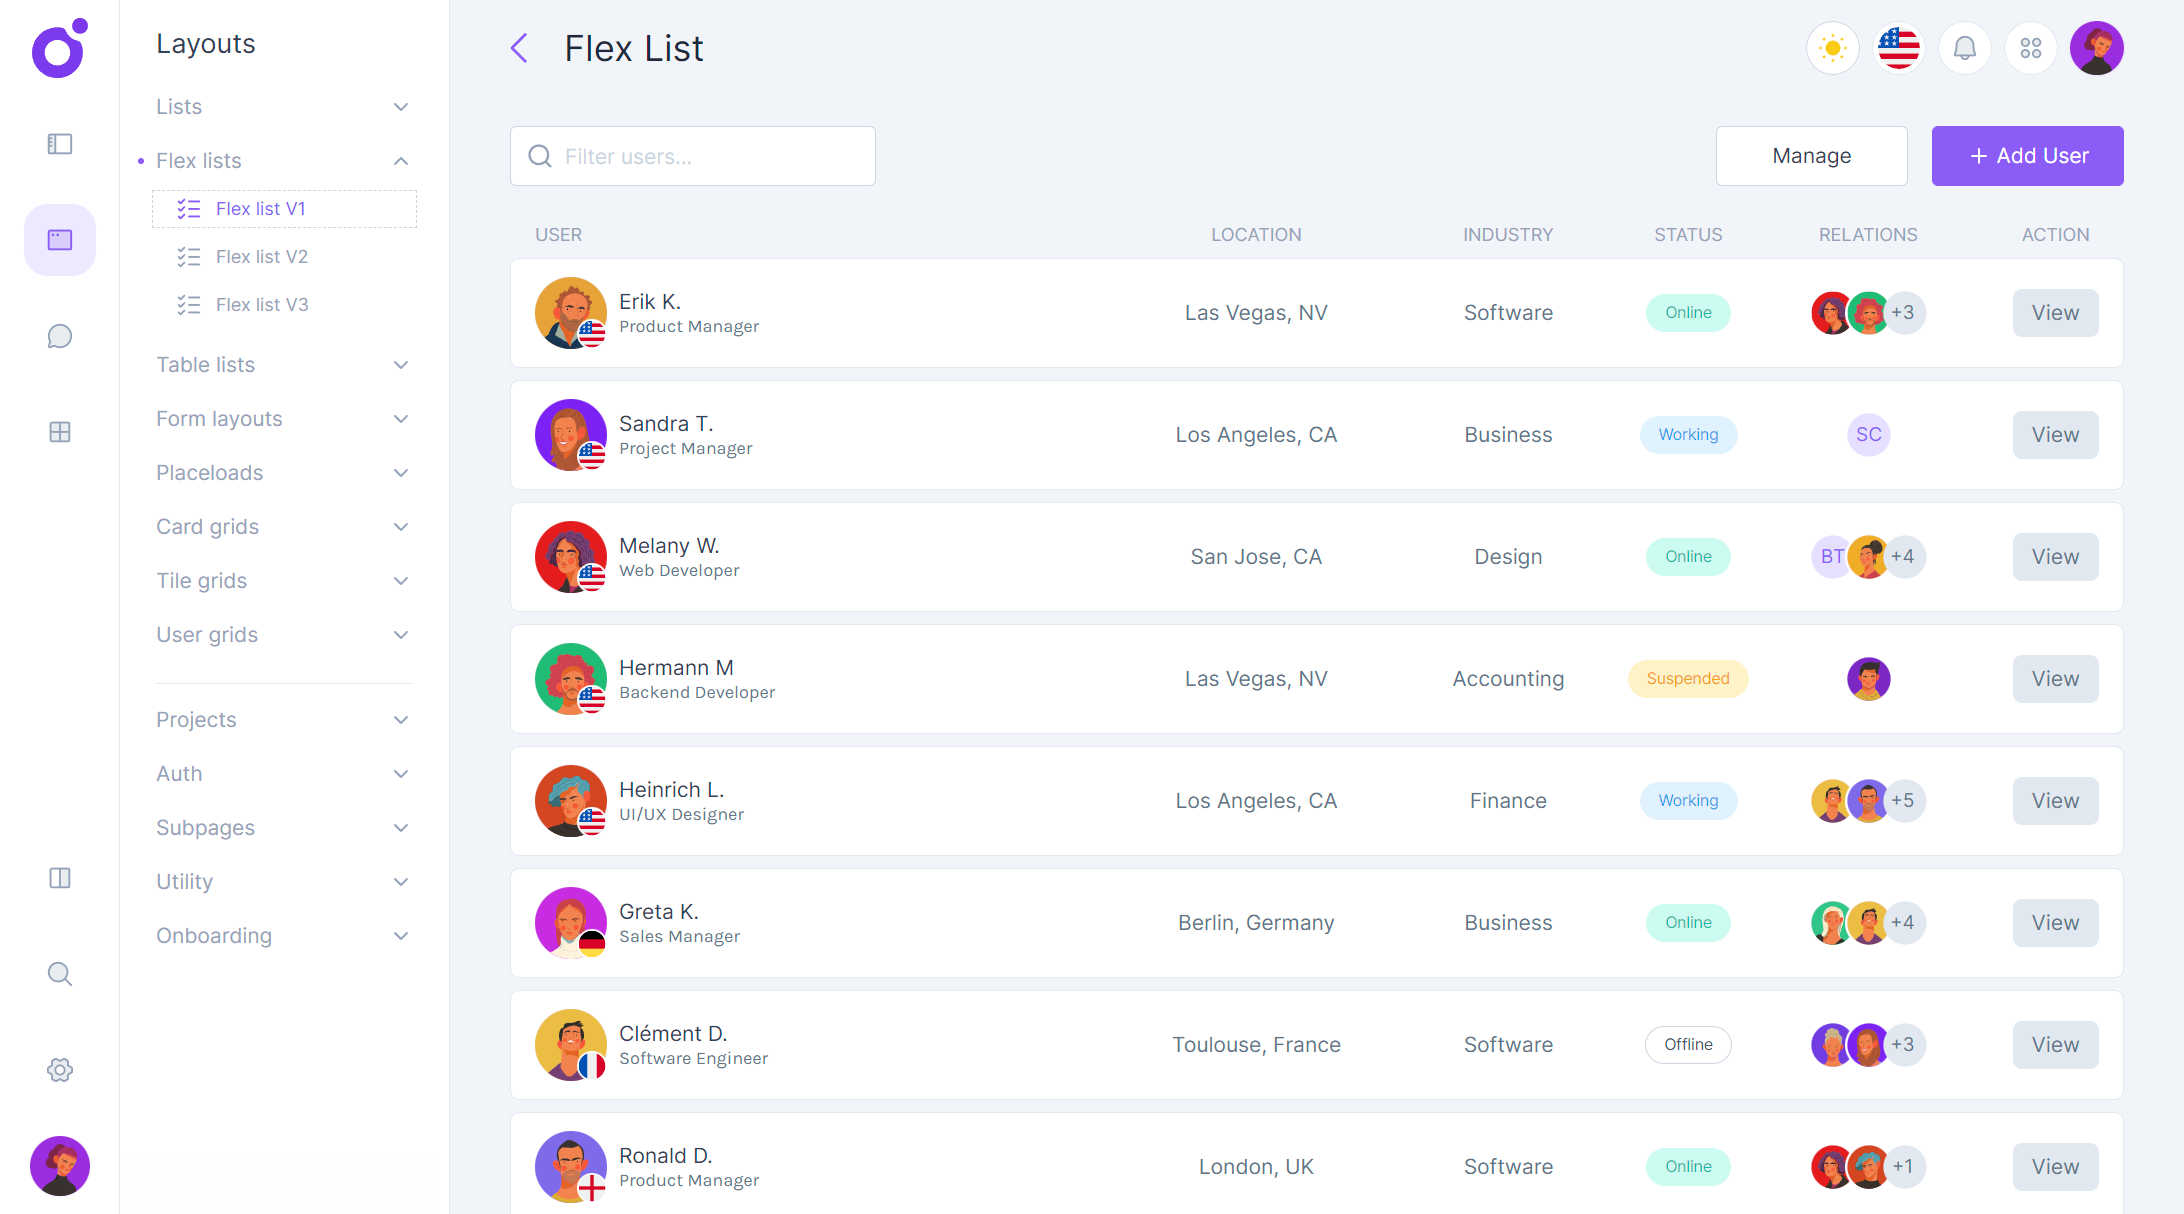 Layouts
Lists
Flex lists
Flex list V1
Flex list V2
Flex list V3
Table lists
Form layouts
Placeloads
Card grids
Tile grids
User grids
Projects
Auth
Subpages
Utility
Onboarding
Flex List
Filter users...
Manage
+ Add User
USER LOCATION INDUSTRY STATUS RELATIONS ACTION
Erik K.
Product Manager
Las Vegas, NV Software Online +3 View
Sandra T.
Project Manager
Los Angeles, CA Business Working SC View
Melany W.
Web Developer
San Jose, CA Design Online BT +4 View
Hermann M
Backend Developer
Las Vegas, NV Accounting Suspended View
Heinrich L.
UI/UX Designer
Los Angeles, CA Finance Working +5 View
Greta K.
Sales Manager
Berlin, Germany Business Online +4 View
Clément D.
Software Engineer
Toulouse, France Software Offline +3 View
Ronald D.
Product Manager
London, UK Software Online +1 View